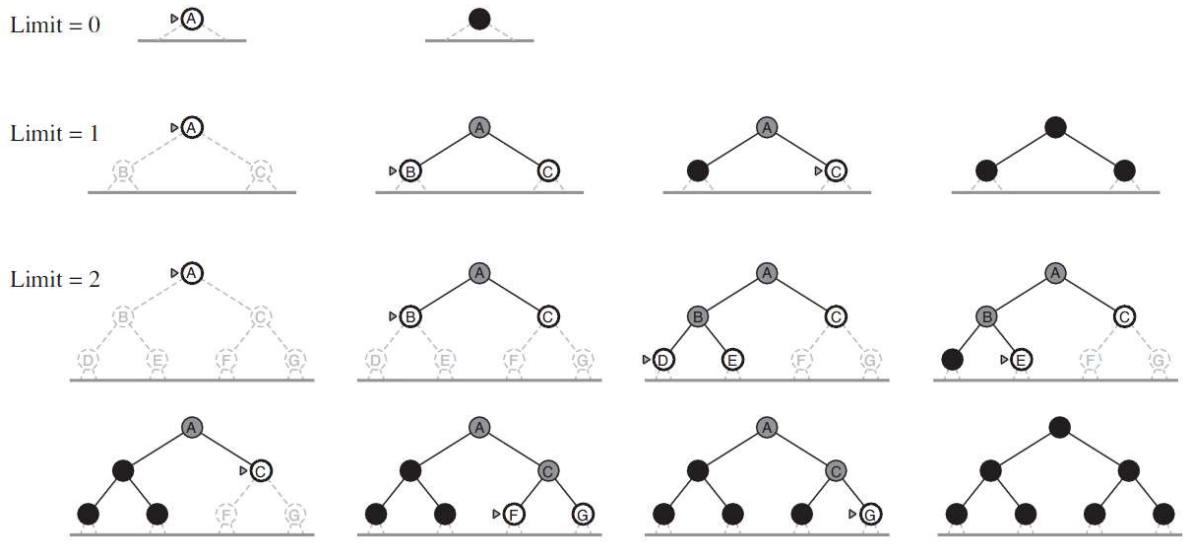 Limit = 0 A
Limit = 1 A A A
B C B C C
Limit = 2 A A A A
B C B C B C B C
D E F G D E F G D E F G E F G
A A A
C C C
F G F G G